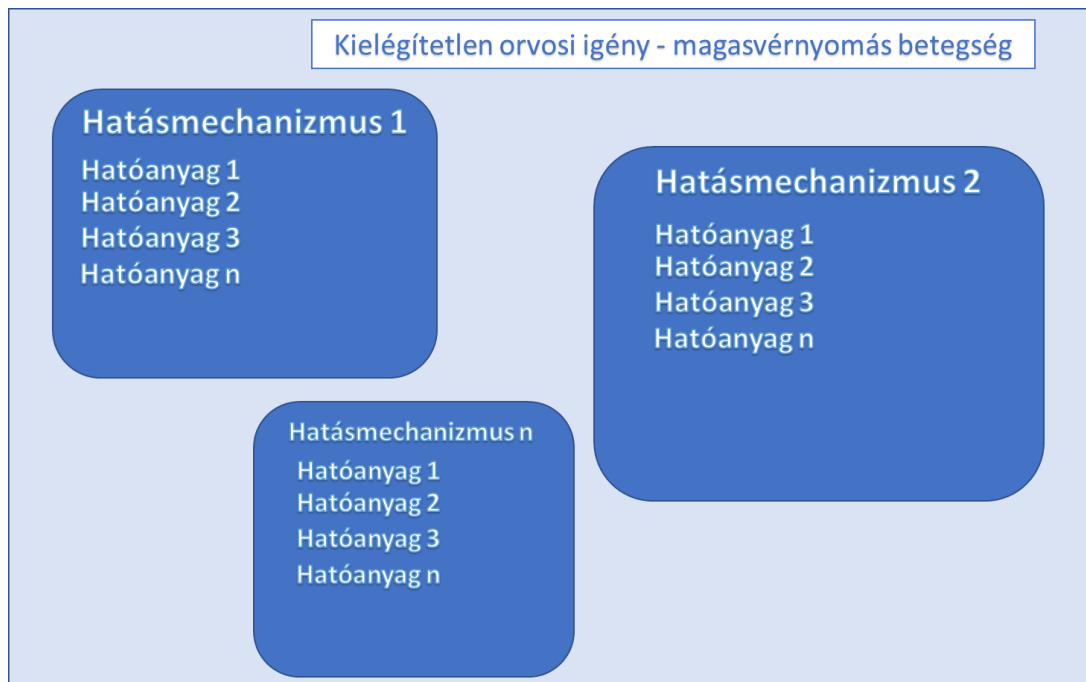 Kielégítetlen orvosi igény - magasvérnyomás betegség
Hatásmechanizmus 1
Hatóanyag 1
Hatóanyag 2
Hatóanyag 3
Hatóanyag n
Hatásmechanizmus 2
Hatóanyag 1
Hatóanyag 2
Hatóanyag 3
Hatóanyag n
Hatásmechanizmus n
Hatóanyag 1
Hatóanyag 2
Hatóanyag 3
Hatóanyag n